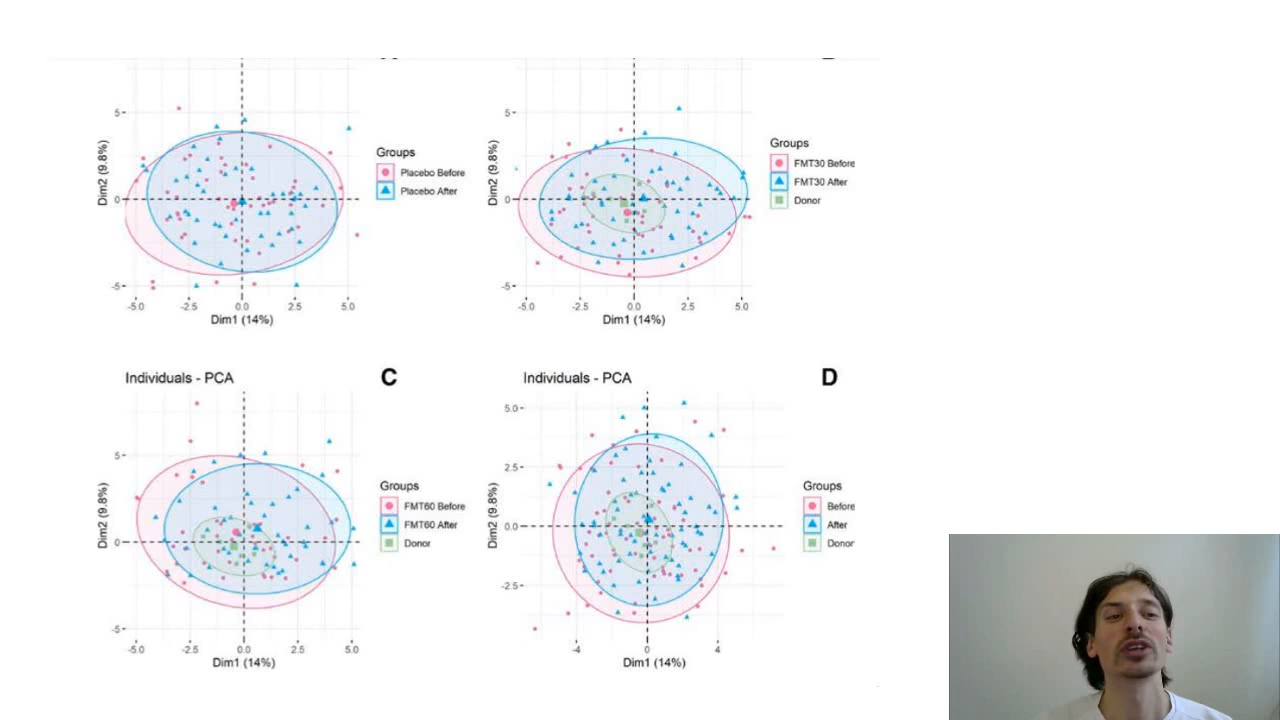 5
0
-5
-5.0
-2.5
0.0
2.5
5.0
Dim1 (14%)
Dim2 (9.8%)
Groups
Placebo Before
Placebo After
5
0
-5
-5.0
-2.5
0.0
2.5
5.0
Dim1 (14%)
Dim2 (9.8%)
Groups
FMT30 Before
FMT30 After
Donor
Individuals - PCA
C
5
0
-5
-5.0
-2.5
0.0
2.5
5.0
Dim1 (14%)
Dim2 (9.8%)
Groups
FMT60 Before
FMT60 After
Donor
Individuals - PCA
D
5.0
2.5
0.0
-2.5
-4
0
4
Dim1 (14%)
Dim2 (9.8%)
Groups
Before
After
Donor